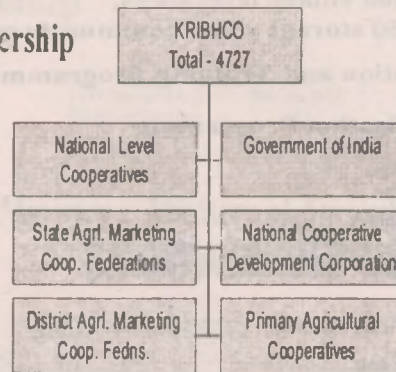 ership
KRIBHCO
Total - 4727
National Level
Cooperatives
Government of India
State Agrl. Marketing
Coop. Federations
National Cooperative
Development Corporation
District Agrl. Marketing
Coop. Fedns.
Primary Agricultural
Cooperatives